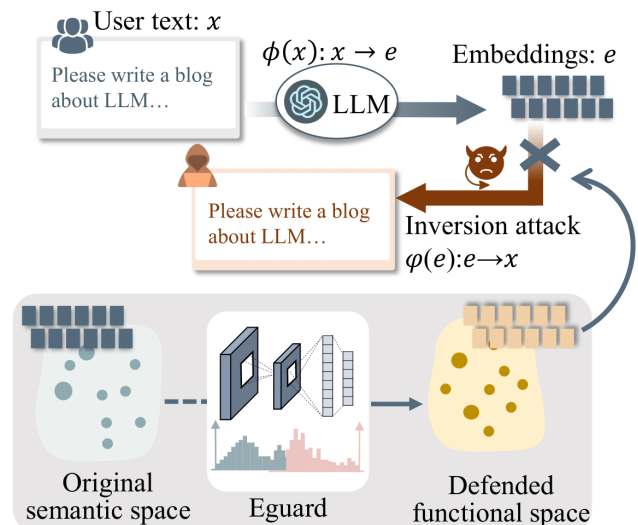 User text: x
Please write a blog
about LLM…
ϕ(x): x → e
LLM
Embeddings: e
Please write a blog
about LLM…
Inversion attack
φ(e):e→x
Original
semantic space
Eguard
Defended
functional space